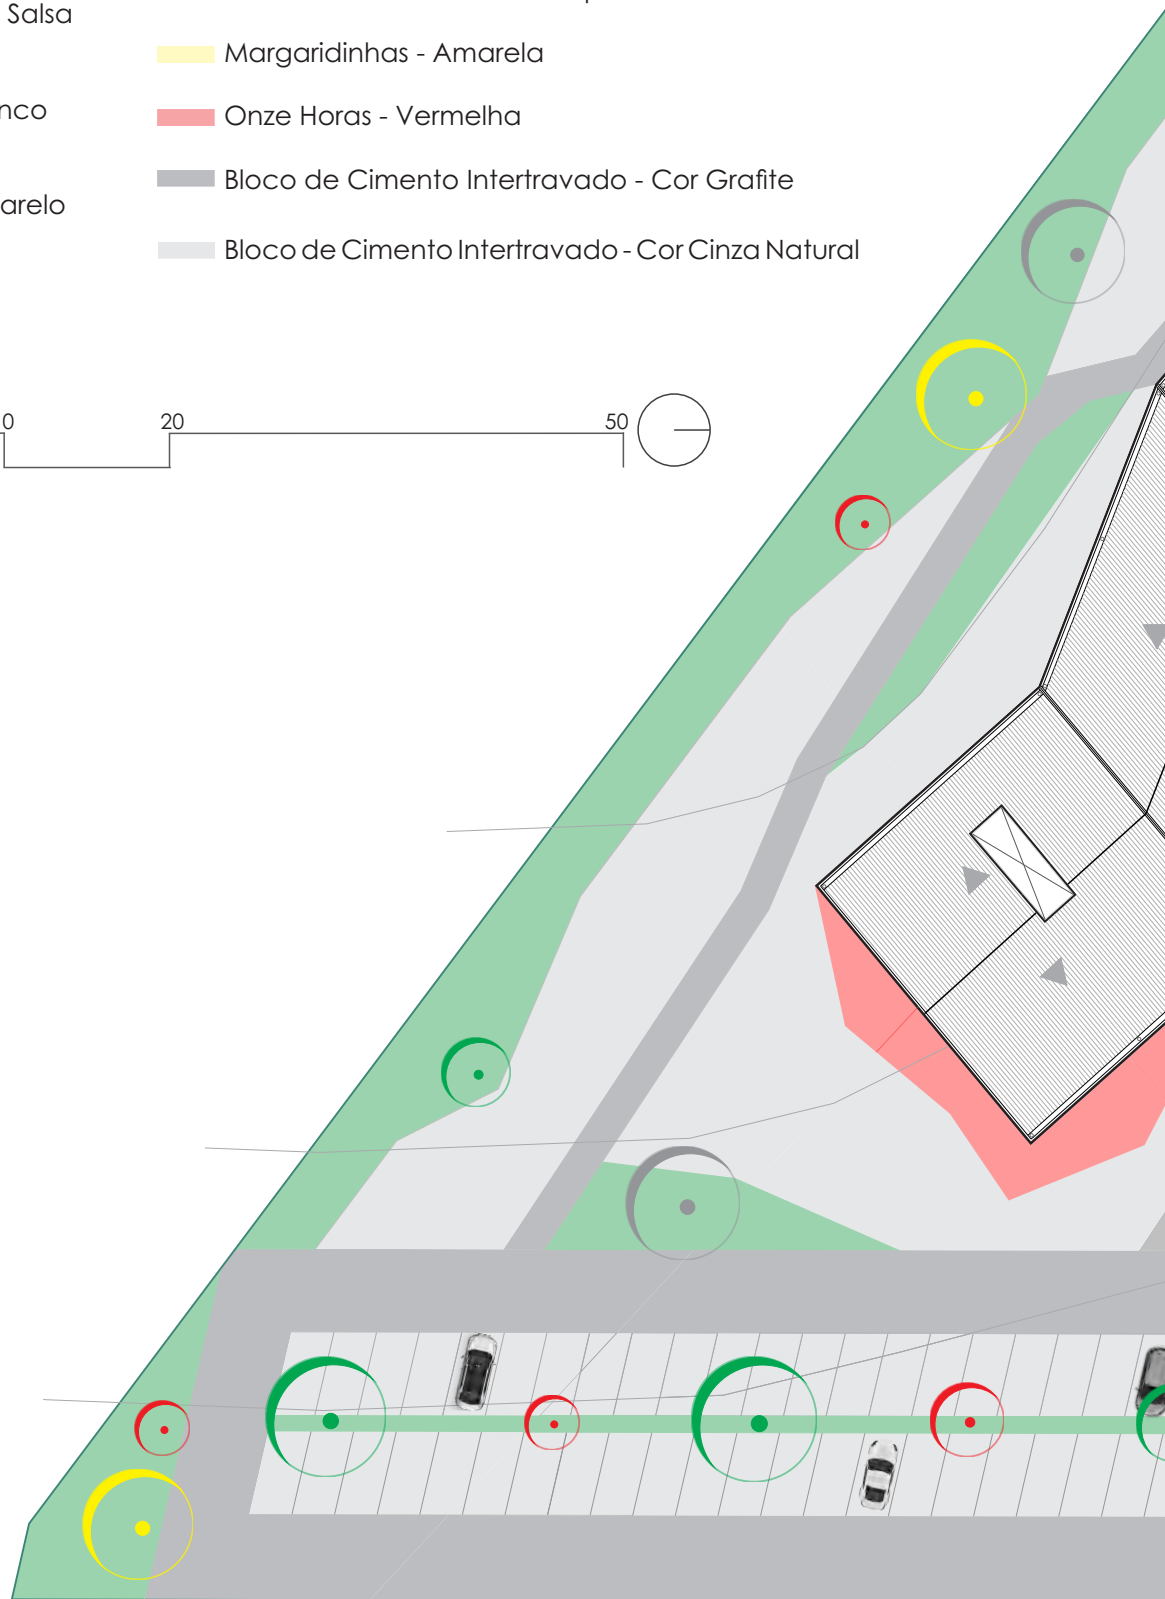 Salsa
Margaridinhas - Amarela
nco
Onze Horas - Vermelha
Bloco de Cimento Intertravado - Cor Grafite
arelo
Bloco de Cimento Intertravado - Cor Cinza Natural
0 20 50